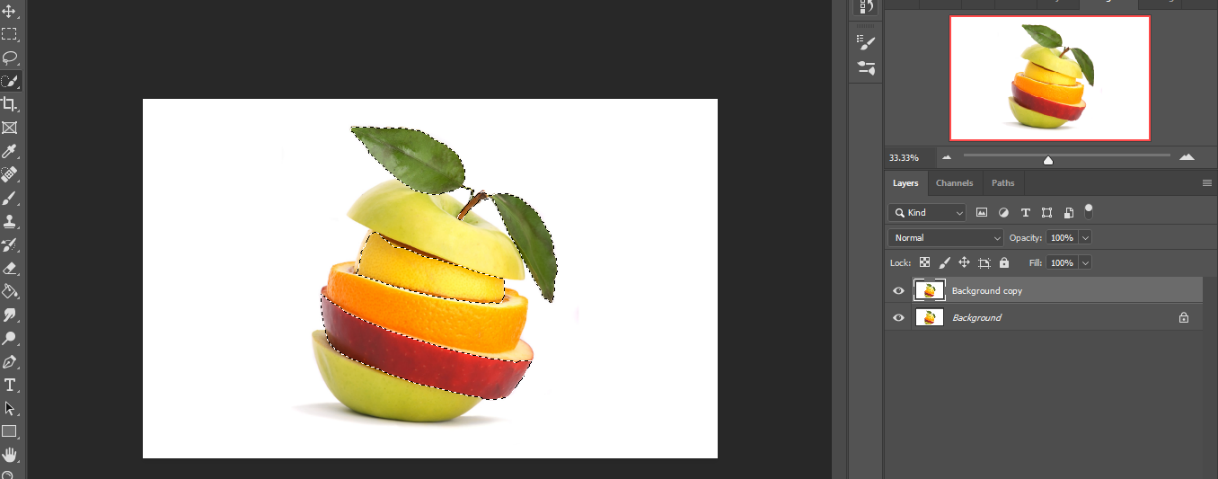 33.33%
Layers Channels Paths
Kind
Normal Opacity: 100%
Lock: Fill: 100%
Background copy
Background